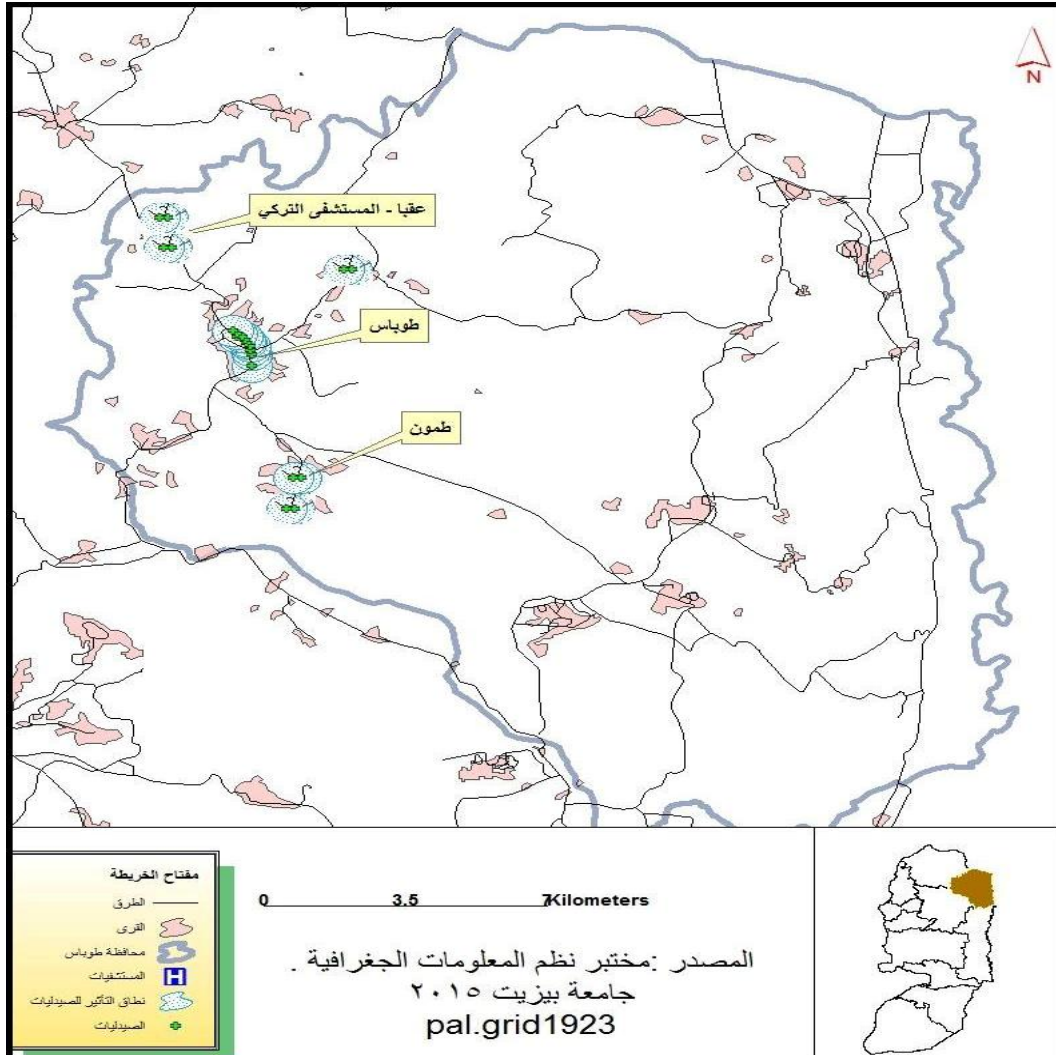 N
عقبا - المستشفى التركي
طوباس
طمون
مفتاح الخريطة
الطرق
القرى
محافظة طوباس
المستشفيات
H
نطاق التأثير للصيدليات
الصيدليات
0 3.5 7Kilometers
المصدر :مختبر نظم المعلومات الجغرافية .
جامعة بيزيت ٢٠١٥
pal.grid1923